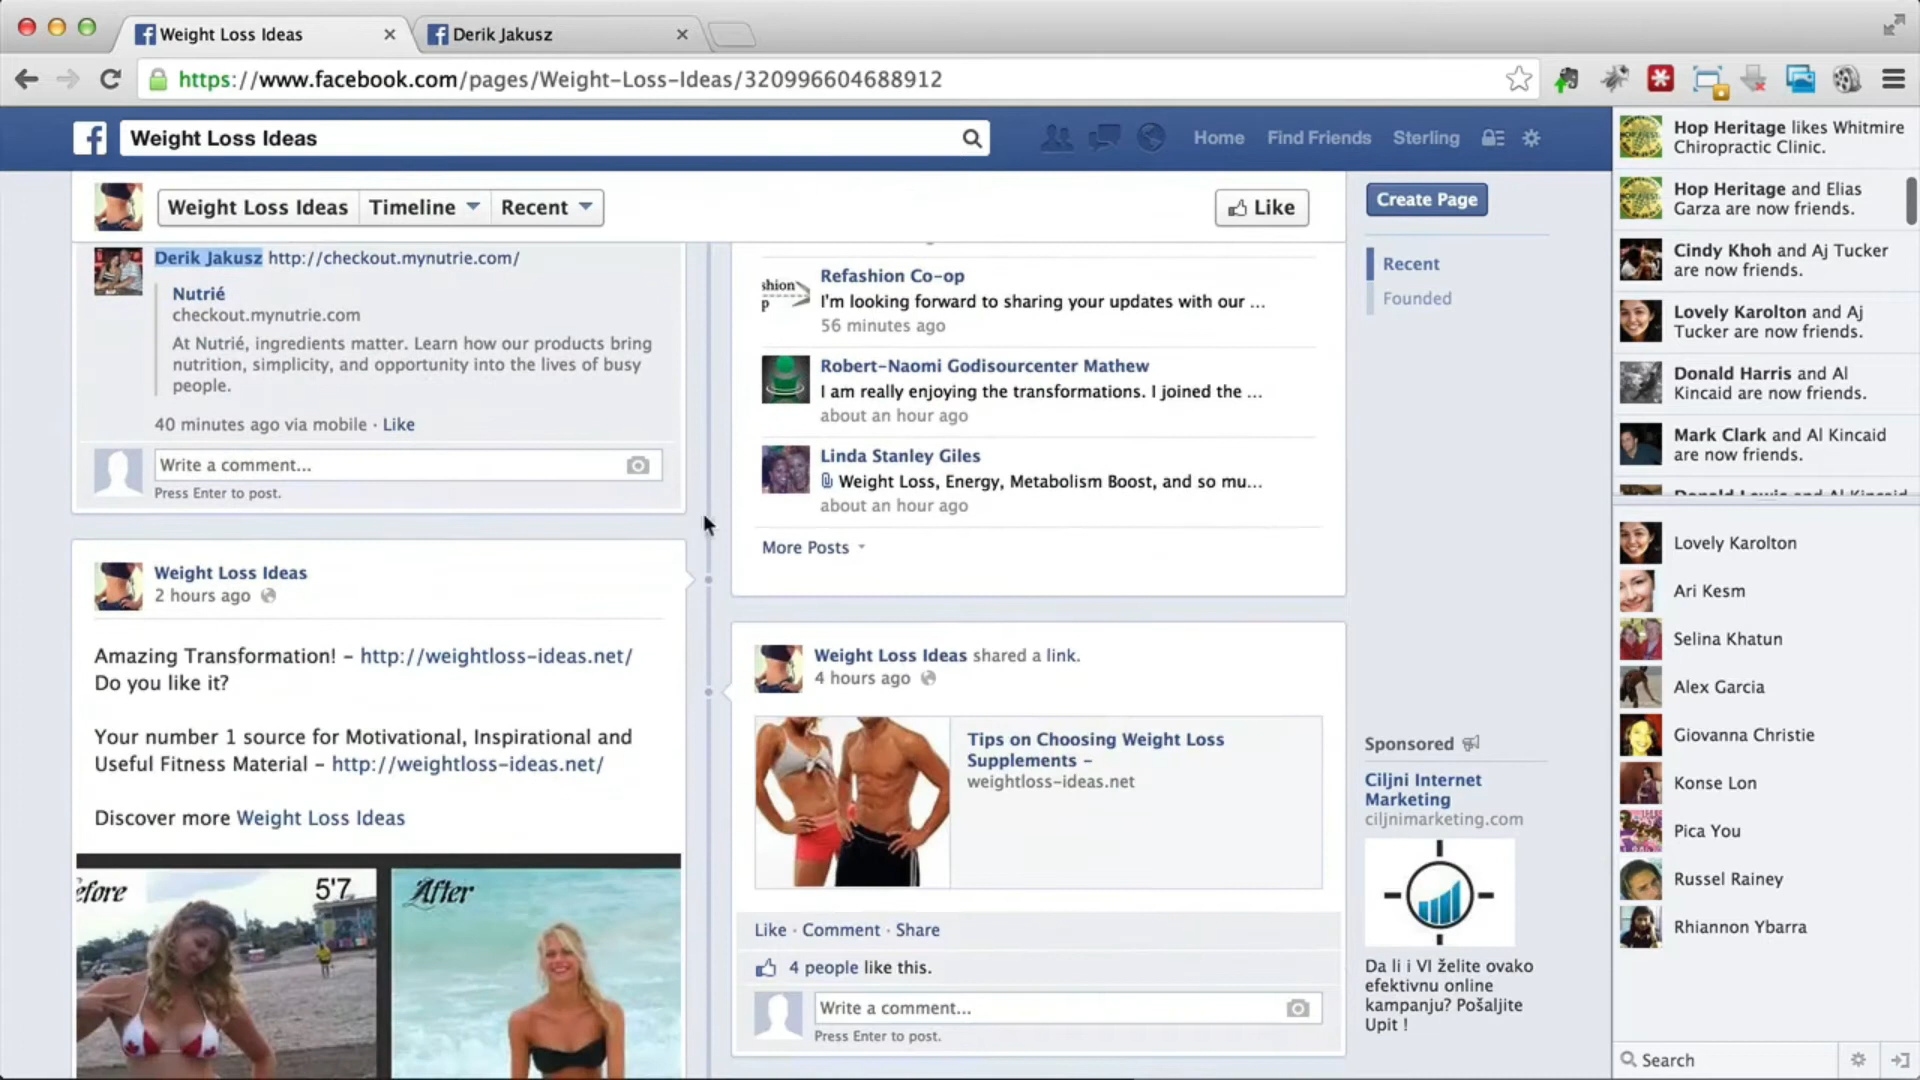 Weight Loss Ideas
Derik Jakusz
https://www.facebook.com/pages/Weight-Loss-Ideas/320996604688912
Weight Loss Ideas
Home
Find Friends
Sterling
Weight Loss Ideas
Timeline
Recent
Like
Derik Jakusz http://checkout.mynutrie.com/
Nutrié
checkout.mynutrie.com
At Nutrié, ingredients matter. Learn how our products bring
nutrition, simplicity, and opportunity into the lives of busy
people.
40 minutes ago via mobile · Like
Write a comment...
Press Enter to post.
Weight Loss Ideas
2 hours ago
Amazing Transformation! – http://weightloss-ideas.net/
Do you like it?
Your number 1 source for Motivational, Inspirational and
Useful Fitness Material – http://weightloss-ideas.net/
Discover more Weight Loss Ideas
efore
5'7
After
shion
p
Refashion Co-op
I'm looking forward to sharing your updates with our ...
56 minutes ago
Robert-Naomi Godisourcenter Mathew
I am really enjoying the transformations. I joined the ...
about an hour ago
Linda Stanley Giles
Weight Loss, Energy, Metabolism Boost, and so mu...
about an hour ago
More Posts
Weight Loss Ideas shared a link.
4 hours ago
Tips on Choosing Weight Loss
Supplements –
weightloss-ideas.net
Like · Comment · Share
4 people like this.
Write a comment...
Press Enter to post.
Create Page
Recent
Founded
Sponsored
Ciljni Internet
Marketing
ciljnimarketing.com
Da li i VI želite ovako
efektivnu online
kampanju? Pošaljite
Upit !
Hop Heritage likes Whitmire
Chiropractic Clinic.
Hop Heritage and Elias
Garza are now friends.
Cindy Khoh and Aj Tucker
are now friends.
Lovely Karolton and Aj
Tucker are now friends.
Donald Harris and Al
Kincaid are now friends.
Mark Clark and Al Kincaid
are now friends.
Donald Lewis and Al Kincaid
Lovely Karolton
Ari Kesm
Selina Khatun
Alex Garcia
Giovanna Christie
Konse Lon
Pica You
Russel Rainey
Rhiannon Ybarra
Search